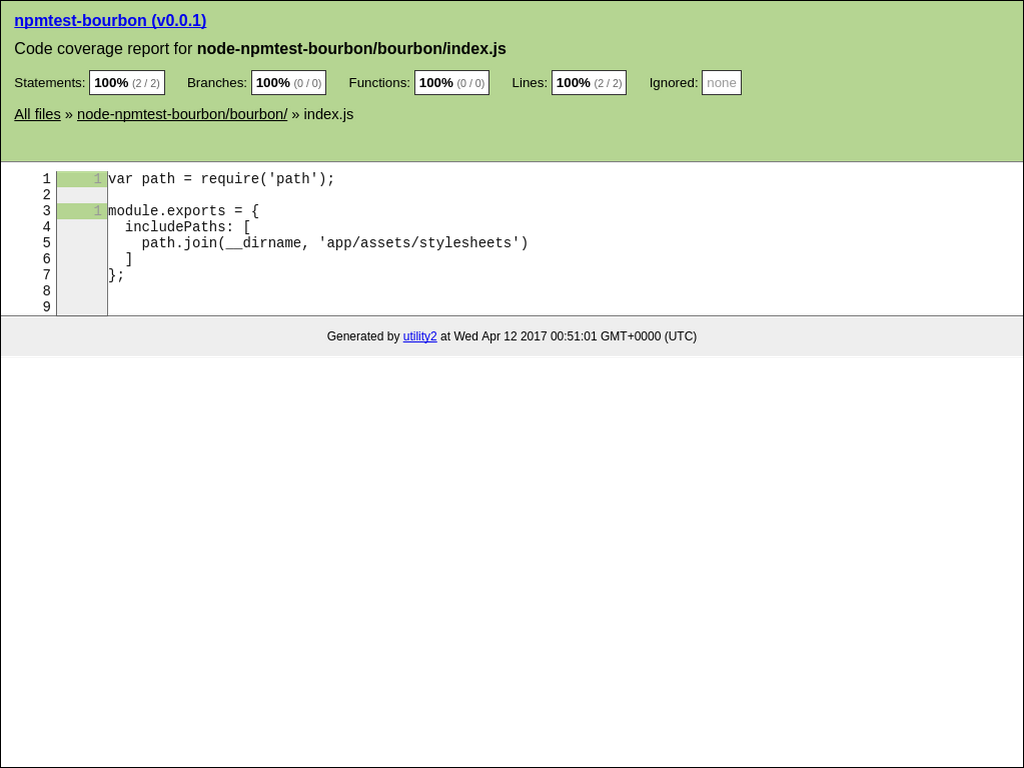 npmtest-bourbon (v0.0.1)
Code coverage report for node-npmtest-bourbon/bourbon/index.js
Statements: 100% (2 / 2) Branches: 100% (0 / 0) Functions: 100% (0 / 0) Lines: 100% (2 / 2) Ignored: none
All files » node-npmtest-bourbon/bourbon/ » index.js
1 1 var path = require('path');
2
3 1 module.exports = {
4   includePaths: [
5     path.join(__dirname, 'app/assets/stylesheets')
6   ]
7 };
8
9
Generated by utility2 at Wed Apr 12 2017 00:51:01 GMT+0000 (UTC)